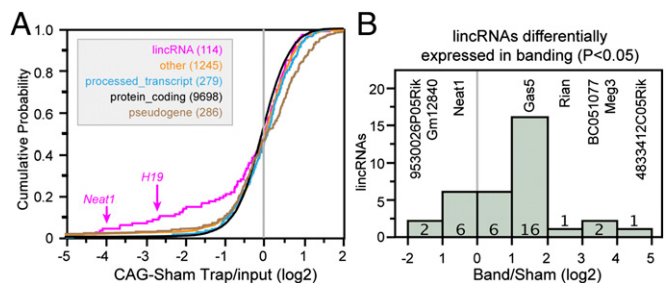 A
Cumulative Probability
1.0
0.8
0.6
0.4
0.2
0.0
lincRNA (114)
other (1245)
processed_transcript (279)
protein_coding (9698)
pseudogene (286)
Neat1
H19
-5 -4 -3 -2 -1 0 1 2
CAG-Sham Trap/input (log2)
B
lincRNAs differentially
expressed in banding (P<0.05)
lincRNAs
20
15
10
5
0
9530026P05Rik
Gm12840
Neat1
Gas5
Rian
BC051077
Meg3
4833412C05Rik
2 6 6 16 1 2 1
-2 -1 0 1 2 3 4 5
Band/Sham (log2)